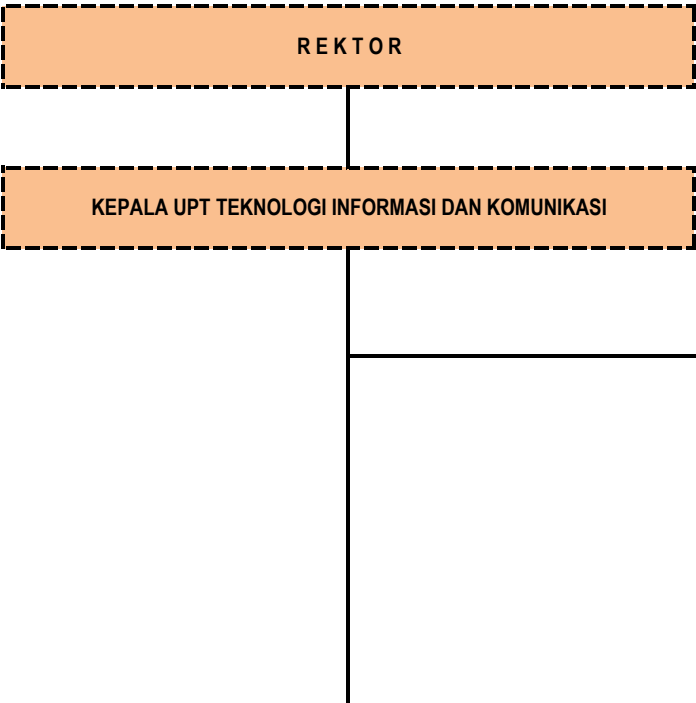 R E K T O R
KEPALA UPT TEKNOLOGI INFORMASI DAN KOMUNIKASI